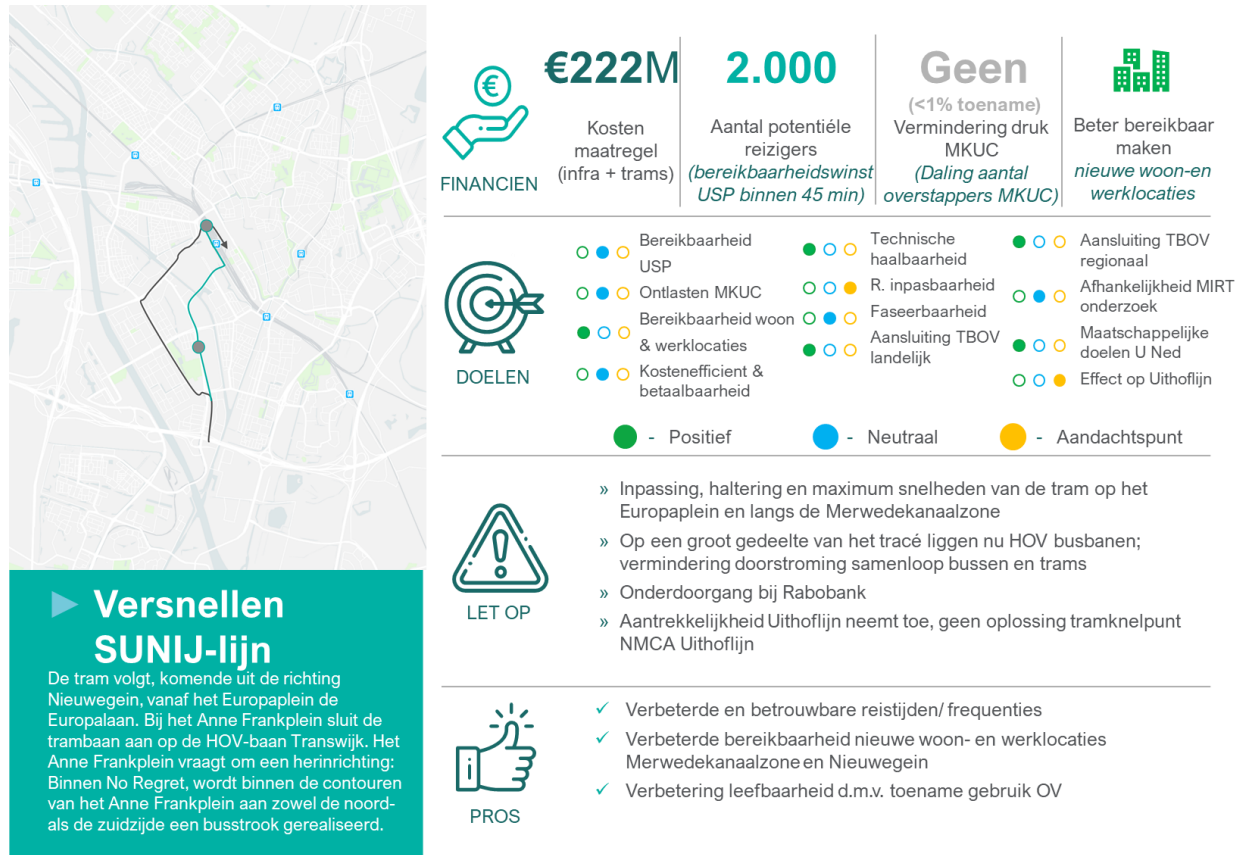 €222M
Kosten
maatregel
(infra + trams)
2.000
Aantal potentiéle
reizigers
(bereikbaarheidswinst
USP binnen 45 min)
Geen
(<1% toename)
Vermindering druk
MKUC
(Daling aantal
overstappers MKUC)
Beter bereikbaar
maken
nieuwe woon-en
werklocaties
FINANCIEN
Bereikbaarheid
USP
Ontlasten MKUC
Bereikbaarheid woon
& werklocaties
Kostenefficient &
betaalbaarheid
Technische
haalbaarheid
R. inpasbaarheid
Faseerbaarheid
Aansluiting TBOV
landelijk
Aansluiting TBOV
regionaal
Afhankelijkheid MIRT
onderzoek
Maatschappelijke
doelen U Ned
Effect op Uithoflijn
DOELEN
- Positief
- Neutraal
- Aandachtspunt
» Inpassing, haltering en maximum snelheden van de tram op het
Europaplein en langs de Merwedekanaalzone
» Op een groot gedeelte van het tracé liggen nu HOV busbanen;
vermindering doorstroming samenloop bussen en trams
» Onderdoorgang bij Rabobank
» Aantrekkelijkheid Uithoflijn neemt toe, geen oplossing tramknelpunt
NMCA Uithoflijn
LET OP
✓ Verbeterde en betrouwbare reistijden/ frequenties
✓ Verbeterde bereikbaarheid nieuwe woon- en werklocaties
Merwedekanaalzone en Nieuwegein
✓ Verbetering leefbaarheid d.m.v. toename gebruik OV
PROS
Versnellen
SUNIJ-lijn
De tram volgt, komende uit de richting
Nieuwegein, vanaf het Europaplein de
Europalaan. Bij het Anne Frankplein sluit de
trambaan aan op de HOV-baan Transwijk. Het
Anne Frankplein vraagt om een herinrichting:
Binnen No Regret, wordt binnen de contouren
van het Anne Frankplein aan zowel de noord-
als de zuidzijde een busstrook gerealiseerd.